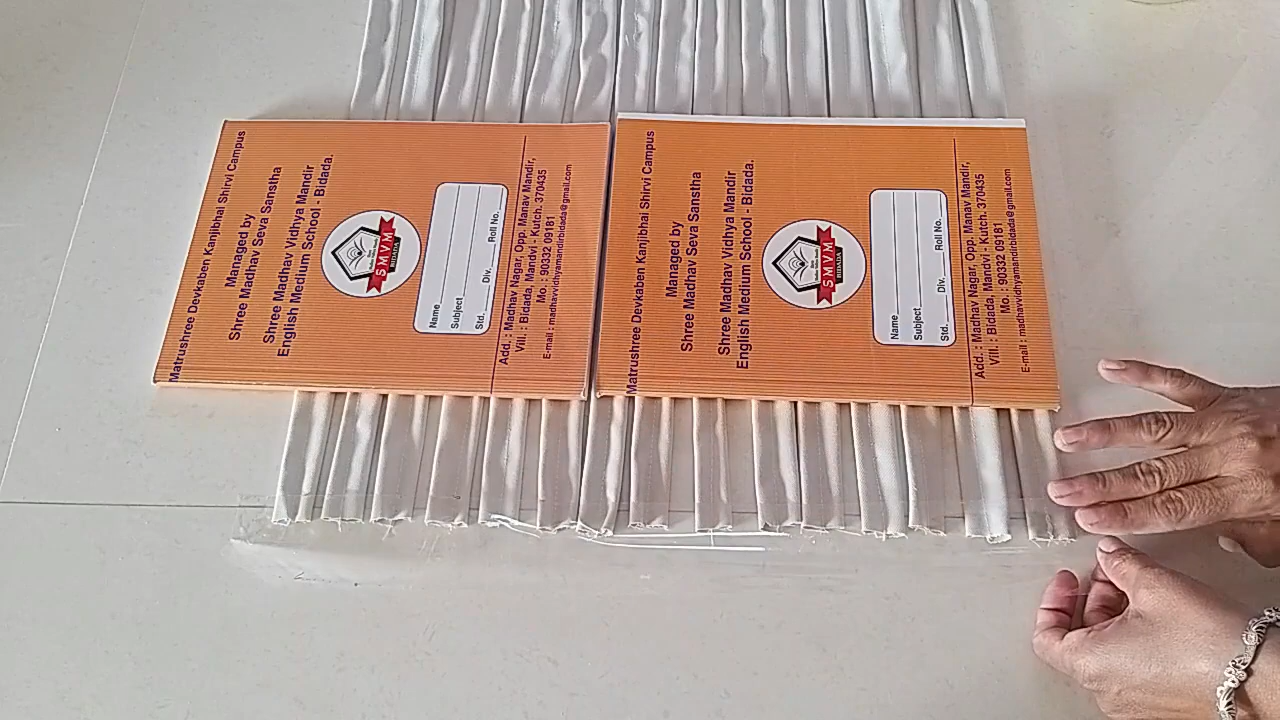 Matrushree Devkaben Kanjibhai Shirvi Campus
Managed by
Shree Madhav Seva Sanstha
Shree Madhav Vidhya Mandir
English Medium School - Bidada.
SMVM
BIDADA
Name
Subject
Std. Div. Roll No.
Add. : Madhav Nagar, Opp. Manav Mandir,
Vill. : Bidada, Mandvi - Kutch. 370435
Mo. : 90332 09181
E-mail : madhavvidhyamandirbidada@gmail.com
Matrushree Devkaben Kanjibhai Shirvi Campus
Managed by
Shree Madhav Seva Sanstha
Shree Madhav Vidhya Mandir
English Medium School - Bidada.
SMVM
BIDADA
Name
Subject
Std. Div. Roll No.
Add. : Madhav Nagar, Opp. Manav Mandir,
Vill. : Bidada, Mandvi - Kutch. 370435
Mo. : 90332 09181
E-mail : madhavvidhyamandirbidada@gmail.com